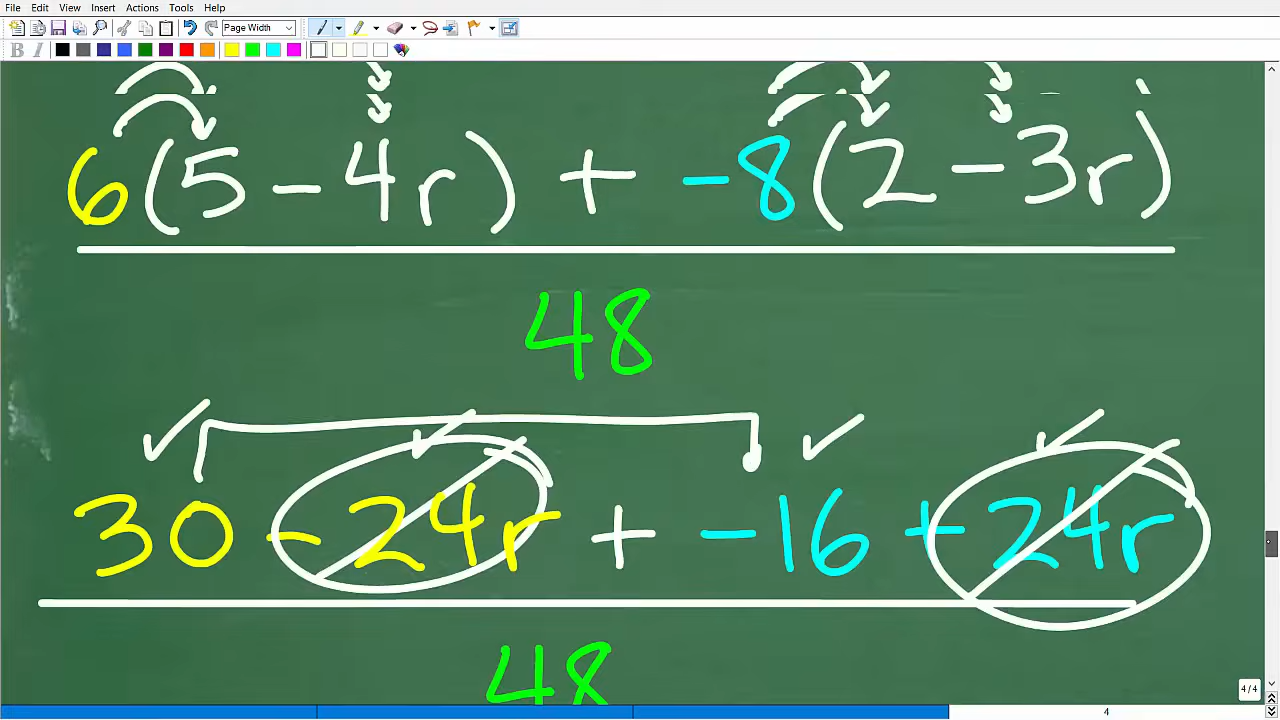 File Edit View Insert Actions Tools Help
Page Width
B I
6(5 - 4r) + -8(2 - 3r)
48
30 - 24r + -16 + 24r
48
4/4
4